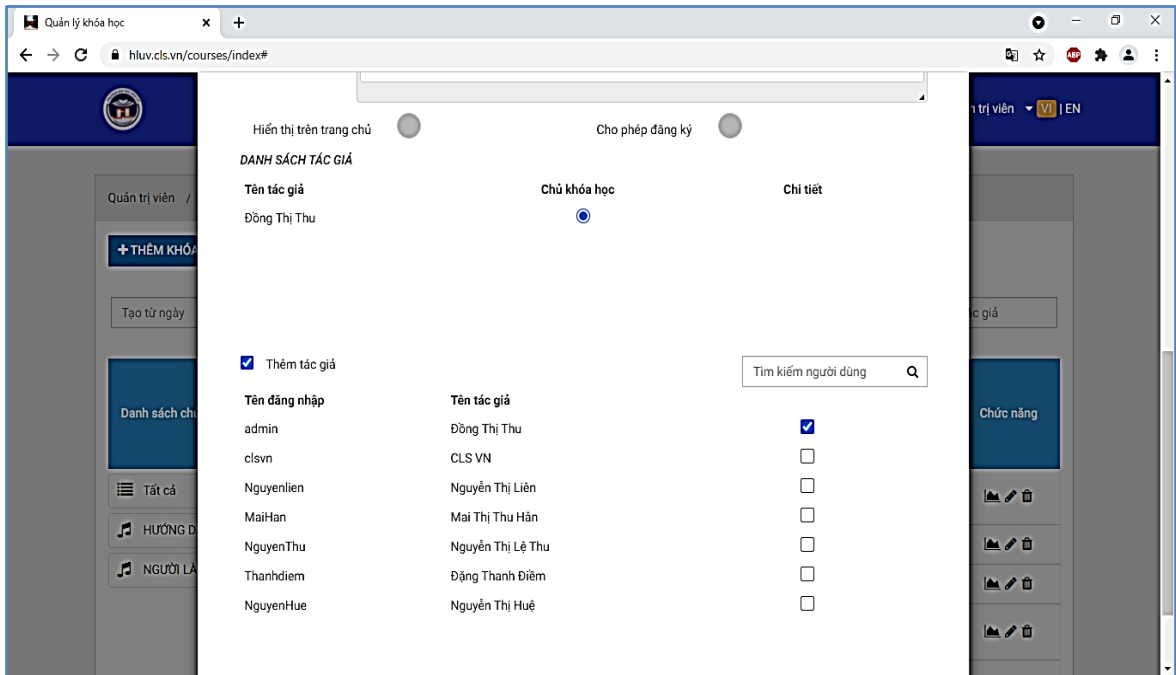 Quản lý khóa học
hluv.cls.vn/courses/index#
ABP
trị viên VI | EN
Hiển thị trên trang chủ Cho phép đăng ký
DANH SÁCH TÁC GIẢ
Tên tác giả Chủ khóa học Chi tiết
Quản trị viên /
Đồng Thị Thu
+ THÊM KHÓA
Tạo từ ngày
ác giả
Thêm tác giả
Tìm kiếm người dùng
Tên đăng nhập Tên tác giả
Danh sách Chức năng
admin Đồng Thị Thu
clsvn CLS VN
Nguyenlien Nguyễn Thị Liên
Tất cả
MaiHan Mai Thị Thu Hân
HƯỚNG
NguyenThu Nguyễn Thị Lệ Thu
NGƯỜI
Thanhdiem Đặng Thanh Điềm
NguyenHue Nguyễn Thị Huệ